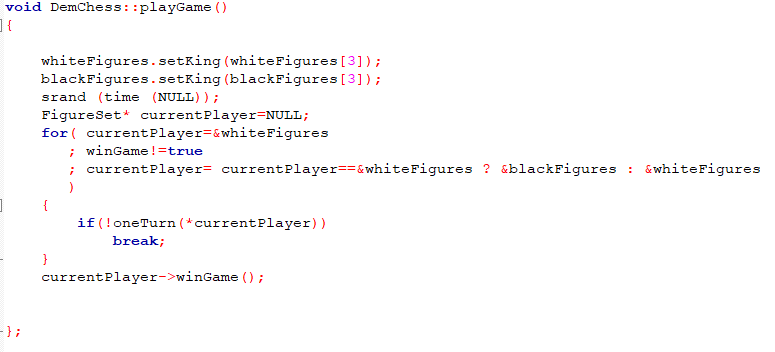 void DemChess::playGame()
{
whiteFigures.setKing(whiteFigures[3]);
blackFigures.setKing(blackFigures[3]);
srand (time (NULL));
FigureSet* currentPlayer=NULL;
for( currentPlayer=&whiteFigures
; winGame!=true
; currentPlayer= currentPlayer==&whiteFigures ? &blackFigures : &whiteFigures
)
{
if(!oneTurn(*currentPlayer))
break;
}
currentPlayer->winGame();
};